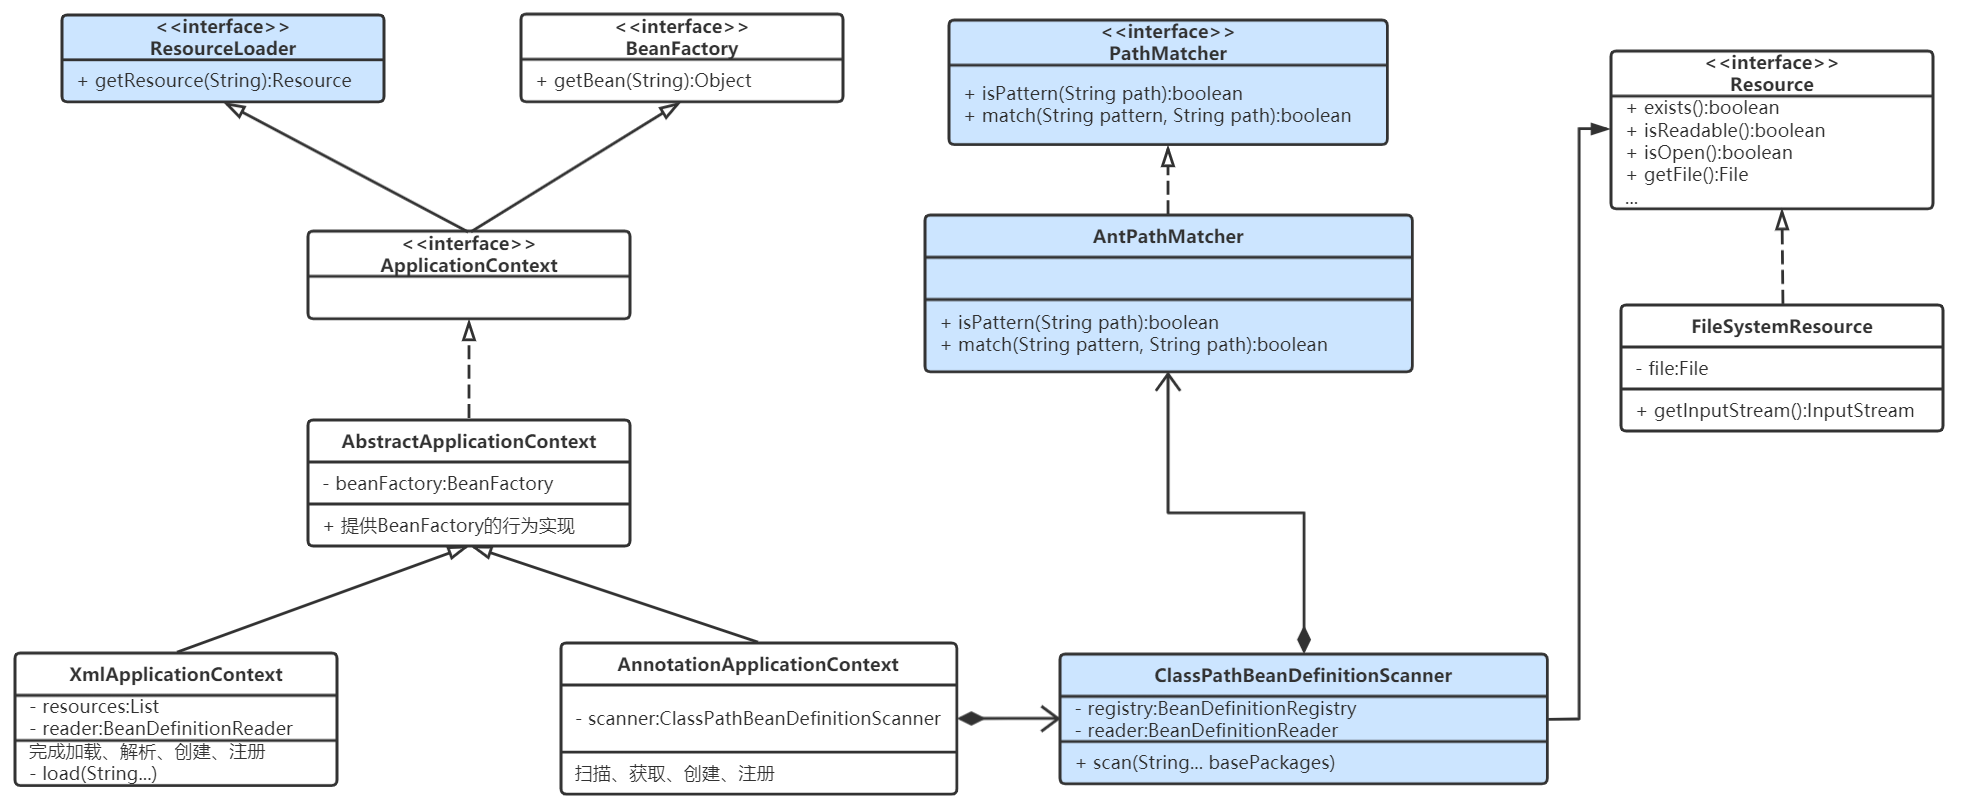 <<interface>>
ResourceLoader
+ getResource(String):Resource
<<interface>>
BeanFactory
+ getBean(String):Object
<<interface>>
PathMatcher
+ isPattern(String path):boolean
+ match(String pattern, String path):boolean
<<interface>>
Resource
+ exists():boolean
+ isReadable():boolean
+ isOpen():boolean
+ getFile():File
...
<<interface>>
ApplicationContext
AntPathMatcher
+ isPattern(String path):boolean
+ match(String pattern, String path):boolean
FileSystemResource
- file:File
+ getInputStream():InputStream
AbstractApplicationContext
- beanFactory:BeanFactory
+ 提供BeanFactory的行为实现
XmlApplicationContext
- resources:List
- reader:BeanDefinitionReader
完成加载、解析、创建、注册
- load(String...)
AnnotationApplicationContext
- scanner:ClassPathBeanDefinitionScanner
扫描、获取、创建、注册
ClassPathBeanDefinitionScanner
- registry:BeanDefinitionRegistry
- reader:BeanDefinitionReader
+ scan(String... basePackages)